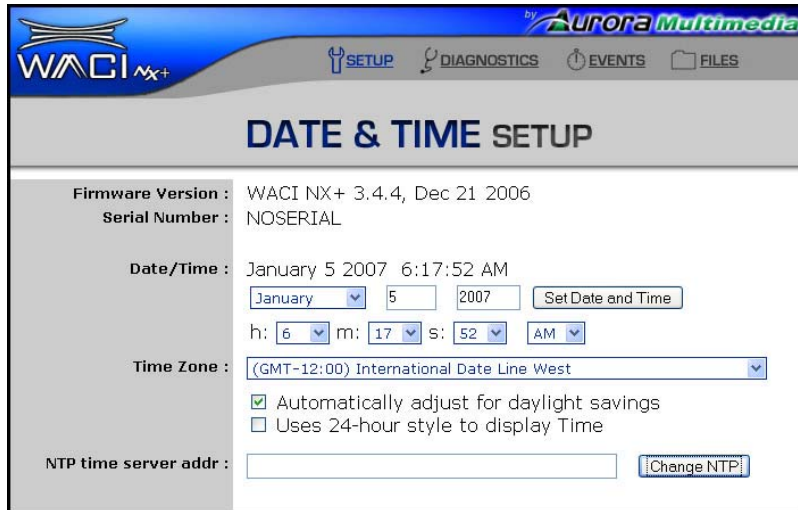 by Aurora Multimedia
WACI NX+
SETUP DIAGNOSTICS EVENTS FILES
DATE & TIME SETUP
Firmware Version : WACI NX+ 3.4.4, Dec 21 2006
Serial Number : NOSERIAL
Date/Time : January 5 2007 6:17:52 AM
January 5 2007 Set Date and Time
h: 6 m: 17 s: 52 AM
Time Zone : (GMT-12:00) International Date Line West
Automatically adjust for daylight savings
Uses 24-hour style to display Time
NTP time server addr : Change NTP